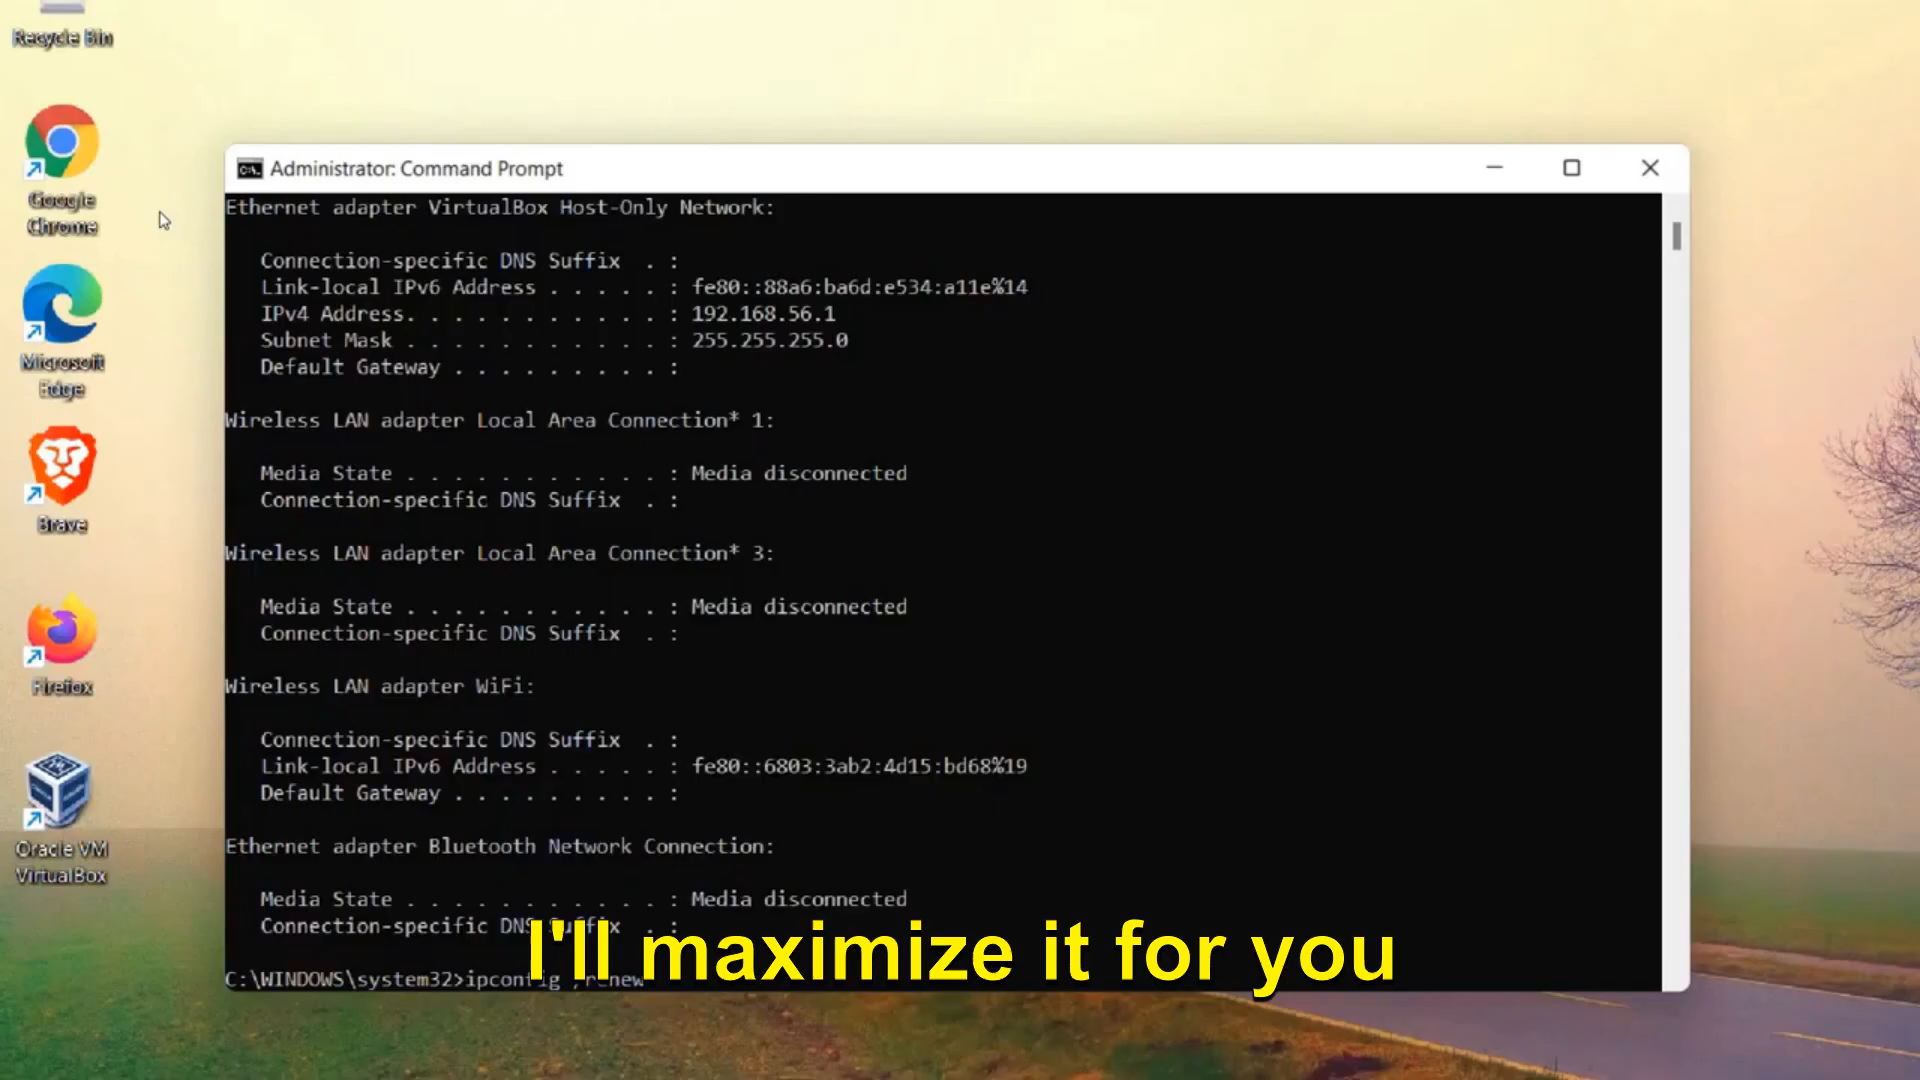 Recycle Bin
Google
Chrome
Microsoft
Edge
Brave
Firefox
Oracle VM
VirtualBox
Administrator: Command Prompt
Ethernet adapter VirtualBox Host-Only Network:
Connection-specific DNS Suffix . :
Link-local IPv6 Address . . . . . : fe80::88a6:ba6d:e534:a11e%14
IPv4 Address. . . . . . . . . . . : 192.168.56.1
Subnet Mask . . . . . . . . . . . : 255.255.255.0
Default Gateway . . . . . . . . . :
Wireless LAN adapter Local Area Connection* 1:
Media State . . . . . . . . . . . : Media disconnected
Connection-specific DNS Suffix . :
Wireless LAN adapter Local Area Connection* 3:
Media State . . . . . . . . . . . : Media disconnected
Connection-specific DNS Suffix . :
Wireless LAN adapter WiFi:
Connection-specific DNS Suffix . :
Link-local IPv6 Address . . . . . : fe80::6803:3ab2:4d15:bd68%19
Default Gateway . . . . . . . . . :
Ethernet adapter Bluetooth Network Connection:
Media State . . . . . . . . . . . : Media disconnected
Connection-specific DNS Suffix . :
C:\WINDOWS\system32>ipconfig /renew
I'll maximize it for you